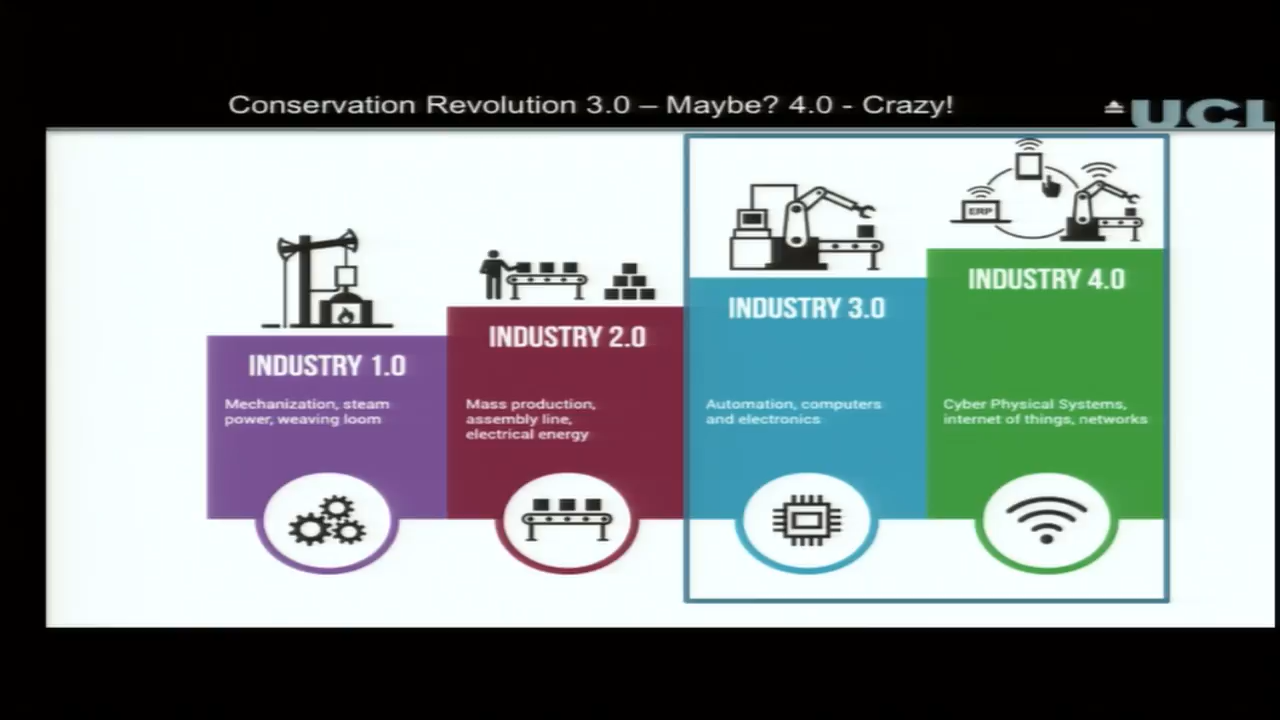 Conservation Revolution 3.0 – Maybe? 4.0 - Crazy!
UCL
ERP
INDUSTRY 1.0
Mechanization, steam
power, weaving loom
INDUSTRY 2.0
Mass production,
assembly line,
electrical energy
INDUSTRY 3.0
Automation, computers
and electronics
INDUSTRY 4.0
Cyber Physical Systems,
internet of things, networks